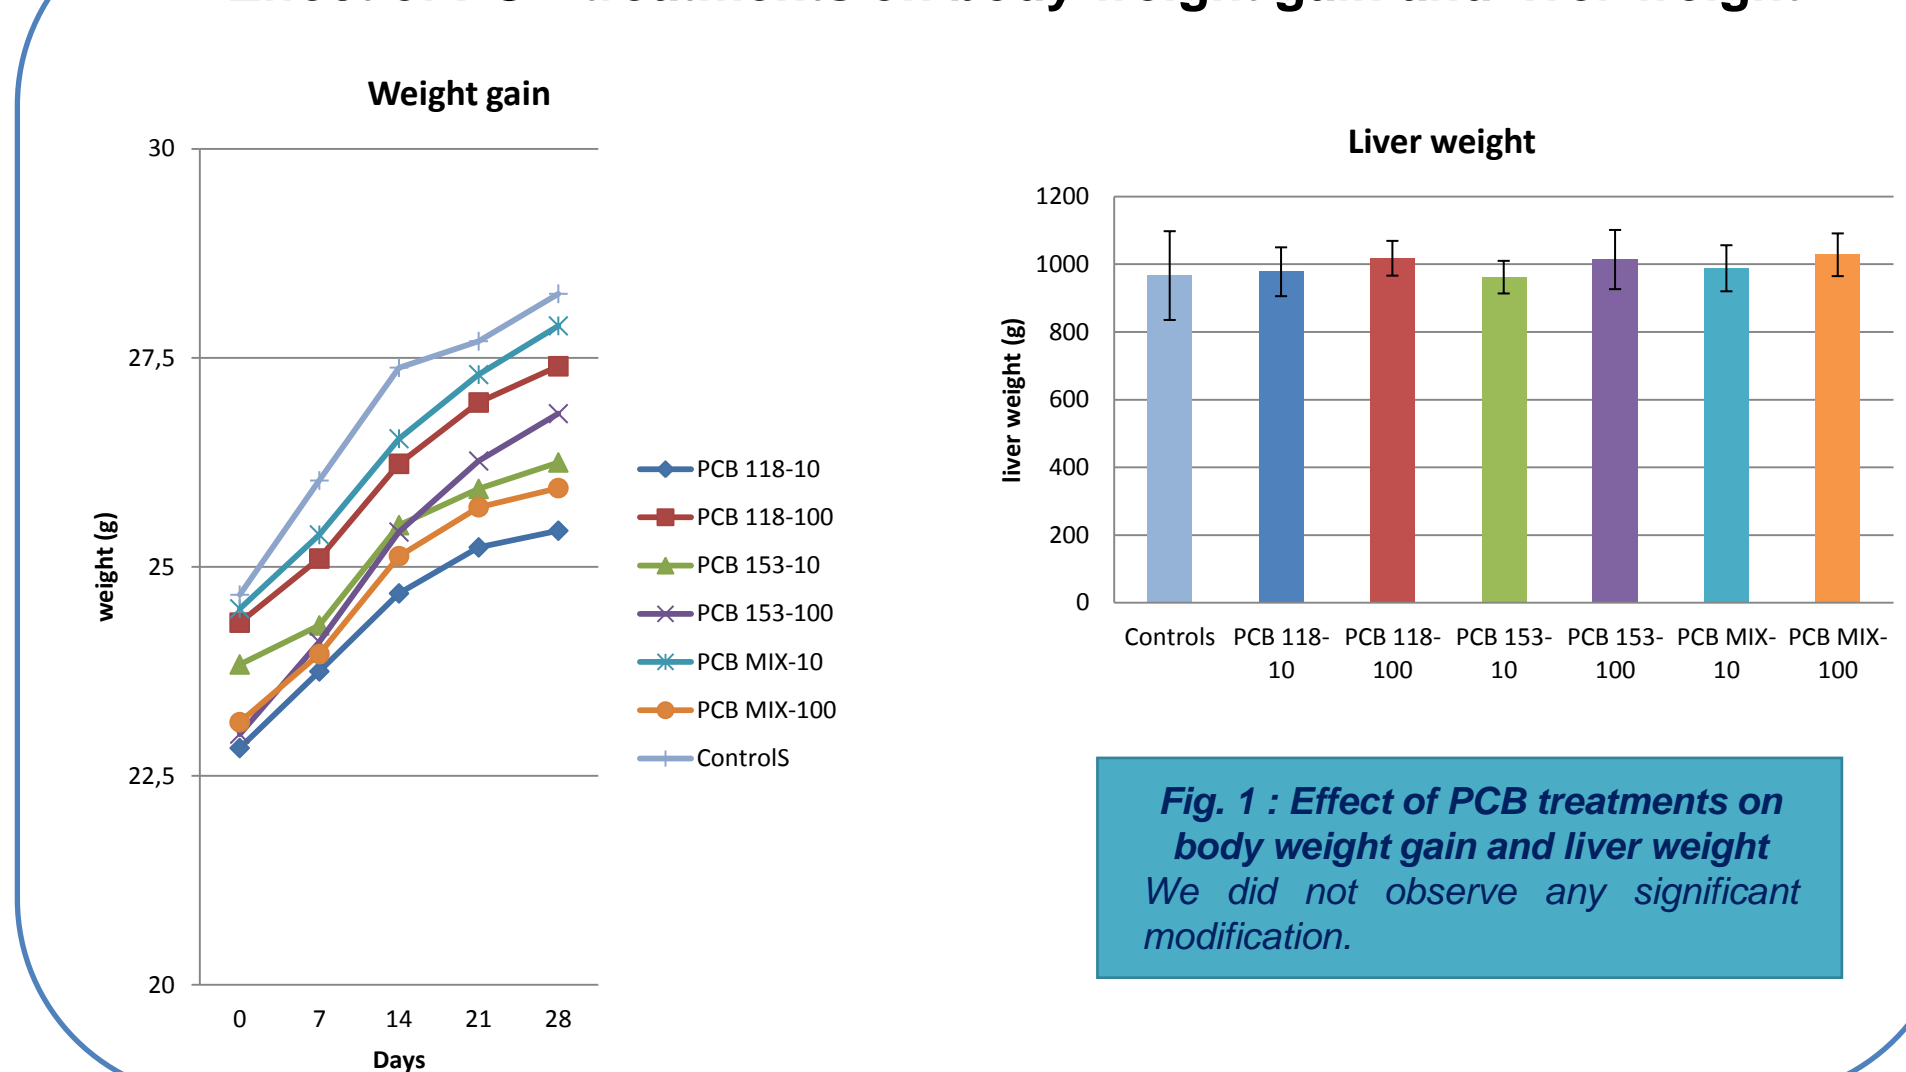 Weight gain
30
27,5
25
22,5
20
weight (g)
0 7 14 21 28
Days
PCB 118-10
PCB 118-100
PCB 153-10
PCB 153-100
PCB MIX-10
PCB MIX-100
ControlS
Liver weight
1200
1000
800
600
400
200
0
liver weight (g)
Controls PCB 118- PCB 118- PCB 153- PCB 153- PCB MIX- PCB MIX-
10 100 10 100 10 100
Fig. 1 : Effect of PCB treatments on
body weight gain and liver weight
We did not observe any significant
modification.